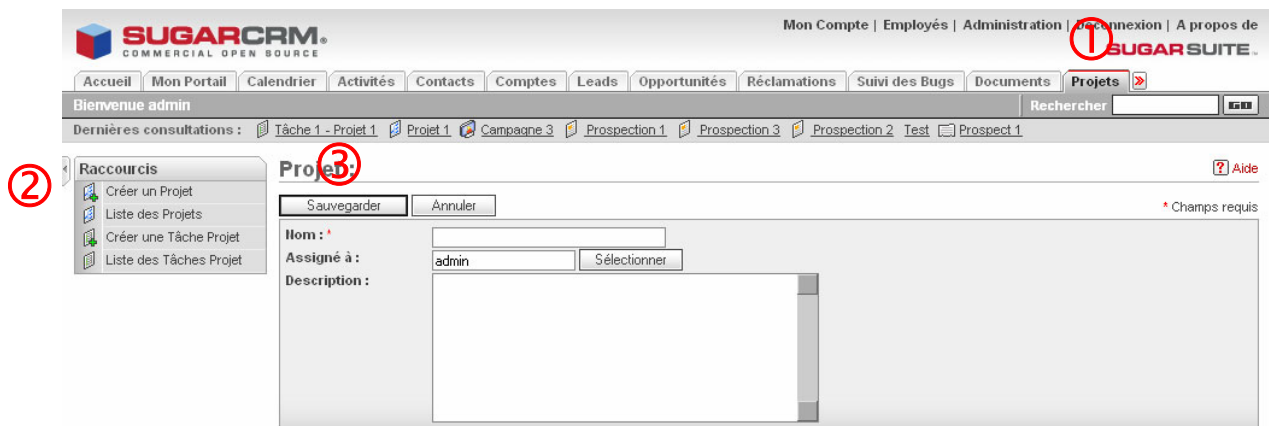 Mon Compte | Employés | Administration | Déconnexion | A propos de
①
SUGARCRM®
COMMERCIAL OPEN SOURCE
SUGARSUITE
Accueil Mon Portail Calendrier Activités Contacts Comptes Leads Opportunités Réclamations Suivi des Bugs Documents Projets »
Bienvenue admin Rechercher GO
Dernières consultations : Tâche 1 - Projet 1 Projet 1 Campagne 3 Prospection 1 Prospection 3 Prospection 2 Test Prospect 1
② Raccourcis
Créer un Projet
Liste des Projets
Créer une Tâche Projet
Liste des Tâches Projet
Projet : ③
? Aide
Sauvegarder Annuler * Champs requis
Nom : *
Assigné à : admin Sélectionner
Description :